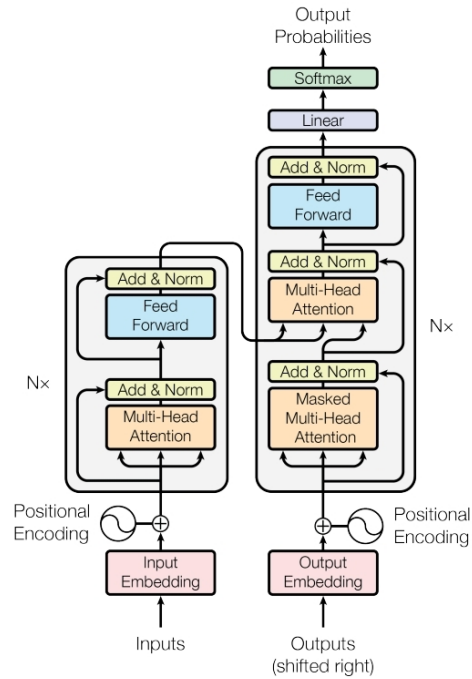 Output
Probabilities
Softmax
Linear
Add & Norm
Feed
Forward
Add & Norm
Multi-Head
Attention
Nx
Add & Norm
Masked
Multi-Head
Attention
Add & Norm
Feed
Forward
Nx
Add & Norm
Multi-Head
Attention
Positional
Encoding
Positional
Encoding
Input
Embedding
Output
Embedding
Inputs
Outputs
(shifted right)